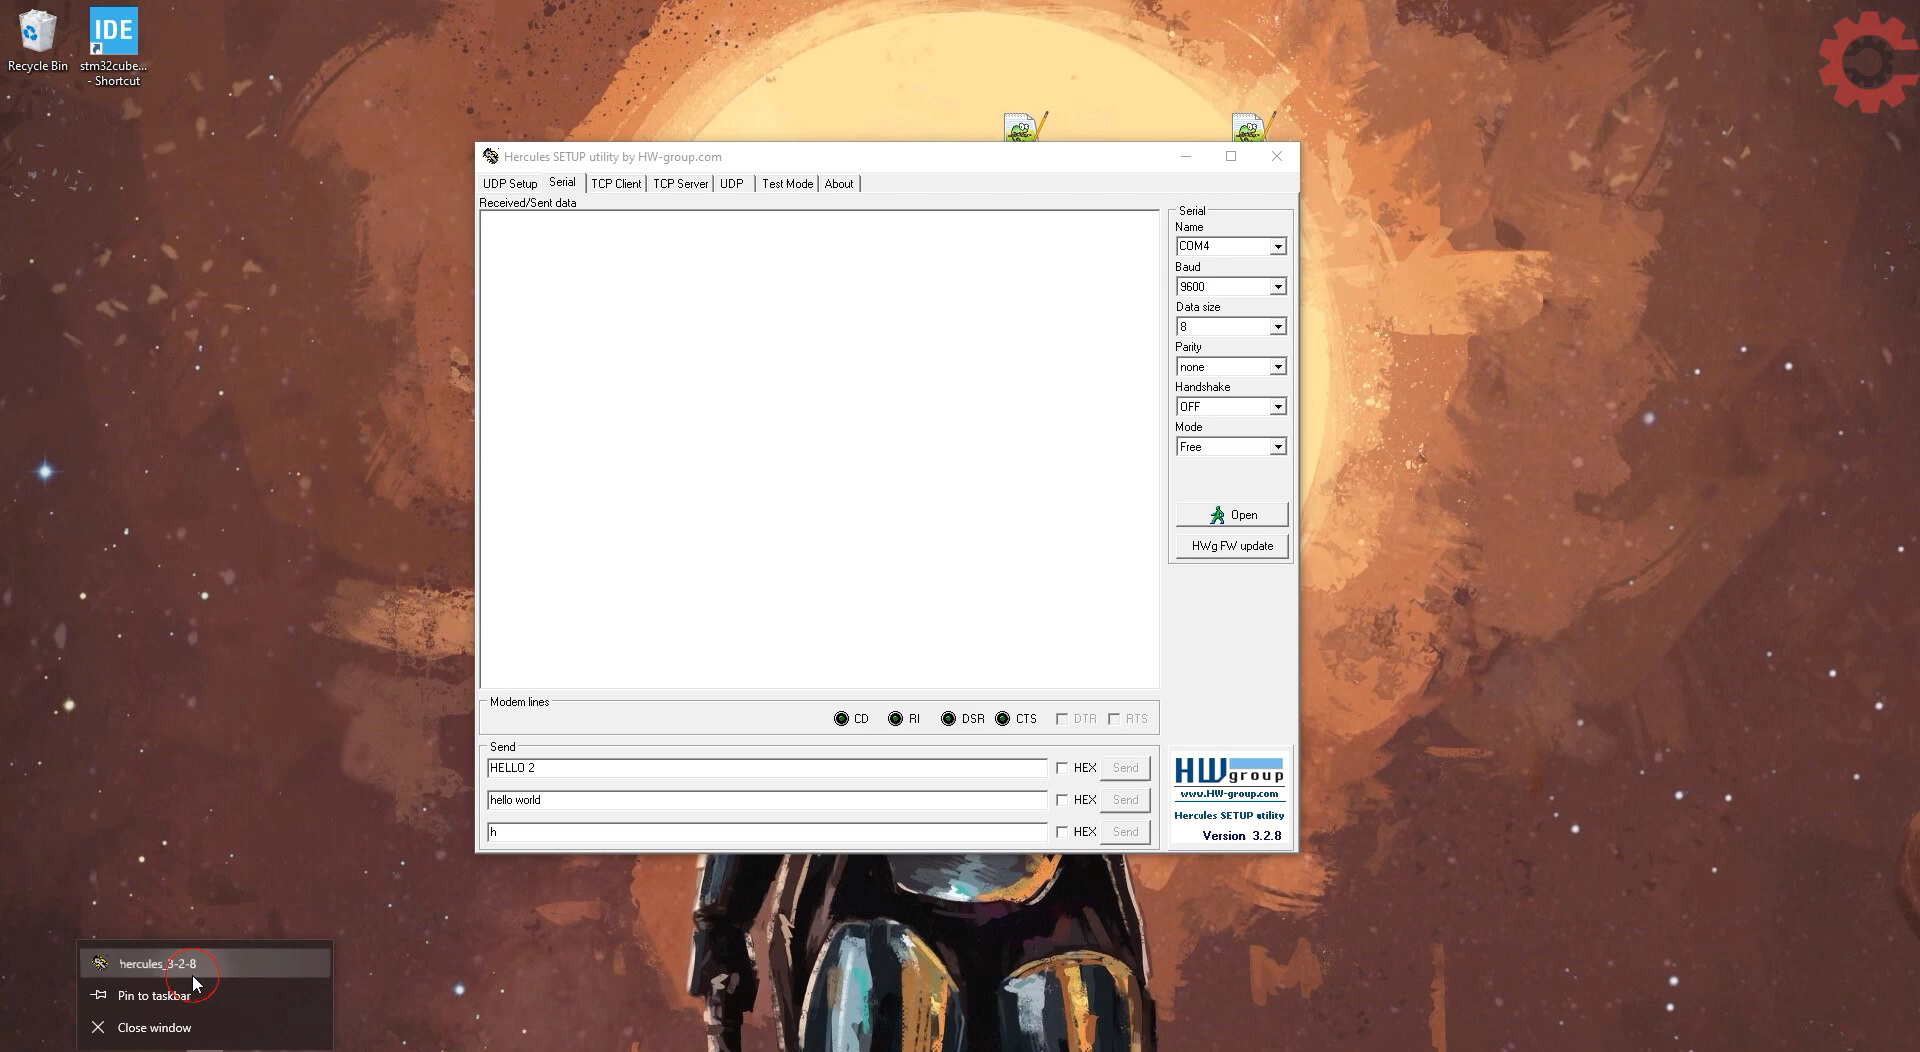 Recycle Bin
IDE
stm32cube...
- Shortcut
Hercules SETUP utility by HW-group.com
UDP Setup Serial TCP Client TCP Server UDP Test Mode About
Received/Sent data
Serial
Name
COM4
Baud
9600
Data size
8
Parity
none
Handshake
OFF
Mode
Free
Open
HWg FW update
Modem lines
CD RI DSR CTS DTR RTS
Send
HELLO 2 HEX Send
hello world HEX Send
h HEX Send
HWgroup
www.HW-group.com
Hercules SETUP utility
Version 3.2.8
hercules_3-2-8
Pin to taskbar
Close window